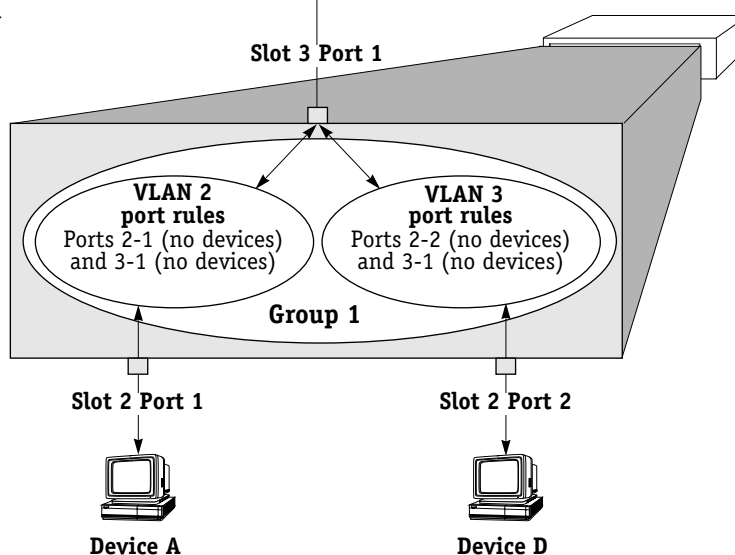 Slot 3 Port 1
VLAN 2
port rules
Ports 2-1 (no devices)
and 3-1 (no devices)
VLAN 3
port rules
Ports 2-2 (no devices)
and 3-1 (no devices)
Group 1
Slot 2 Port 1
Slot 2 Port 2
Device A
Device D